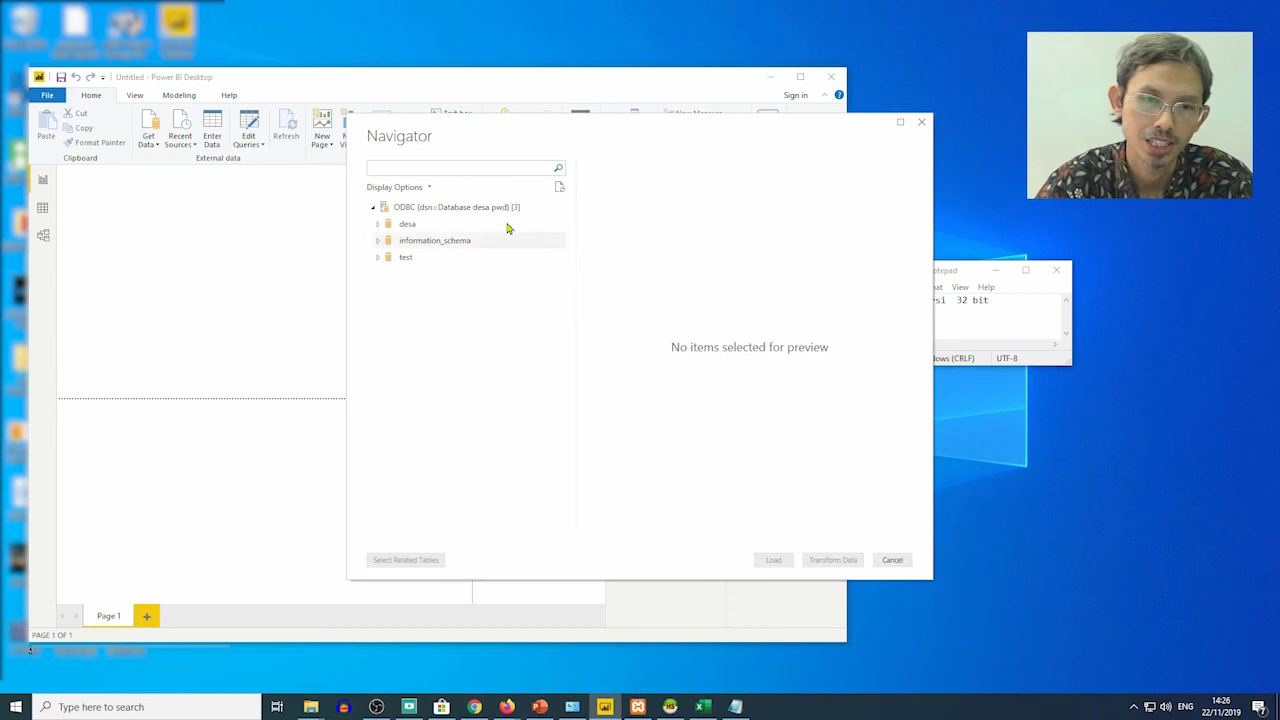 Untitled - Power BI Desktop
File
Home
View
Modeling
Help
Sign in
Paste
Cut
Copy
Format Painter
Clipboard
Get Data
Recent Sources
Enter Data
Edit Queries
Refresh
External data
New Page
Navigator
Display Options
ODBC (dsn=Database desa pwd) [3]
desa
information_schema
test
No items selected for preview
Select Related Tables
Load
Transform Data
Cancel
View
Help
32 bit
(CRLF)
UTF-8
Page 1
PAGE 1 OF 1
Type here to search
ENG
14:26
22/11/2019